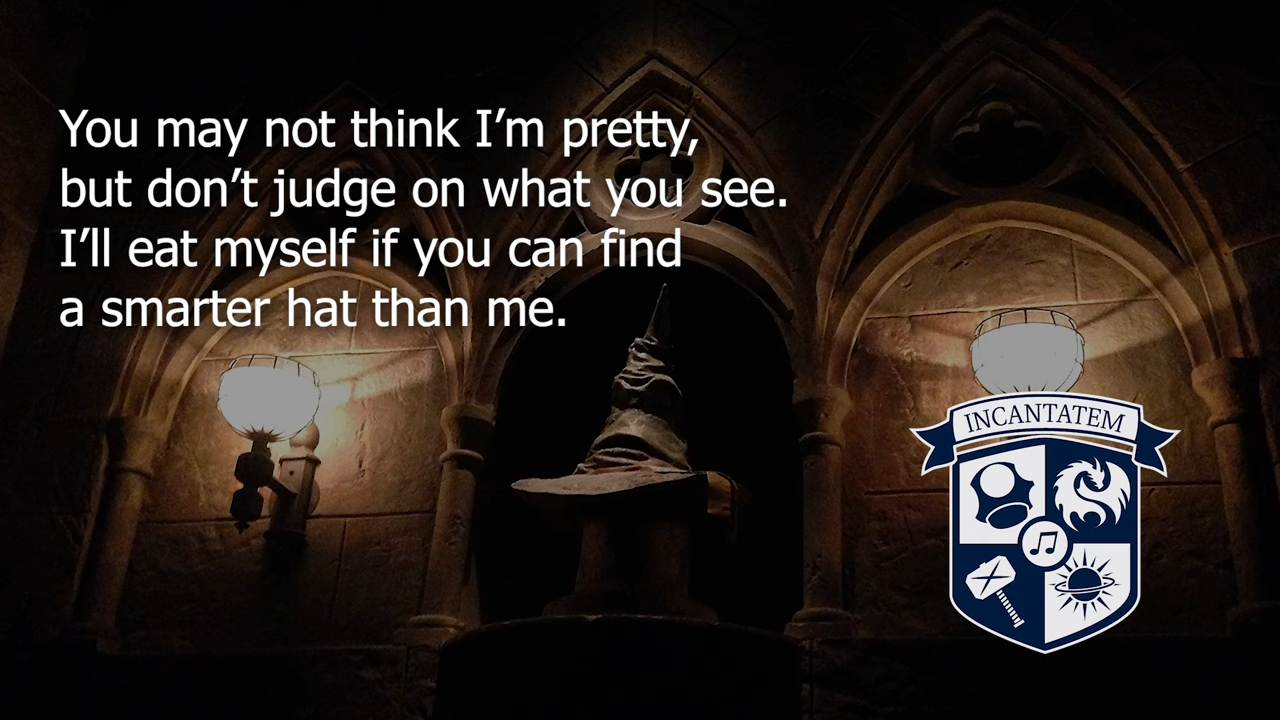 You may not think I’m pretty,
but don’t judge on what you see.
I’ll eat myself if you can find
a smarter hat than me.
INCANTATEM